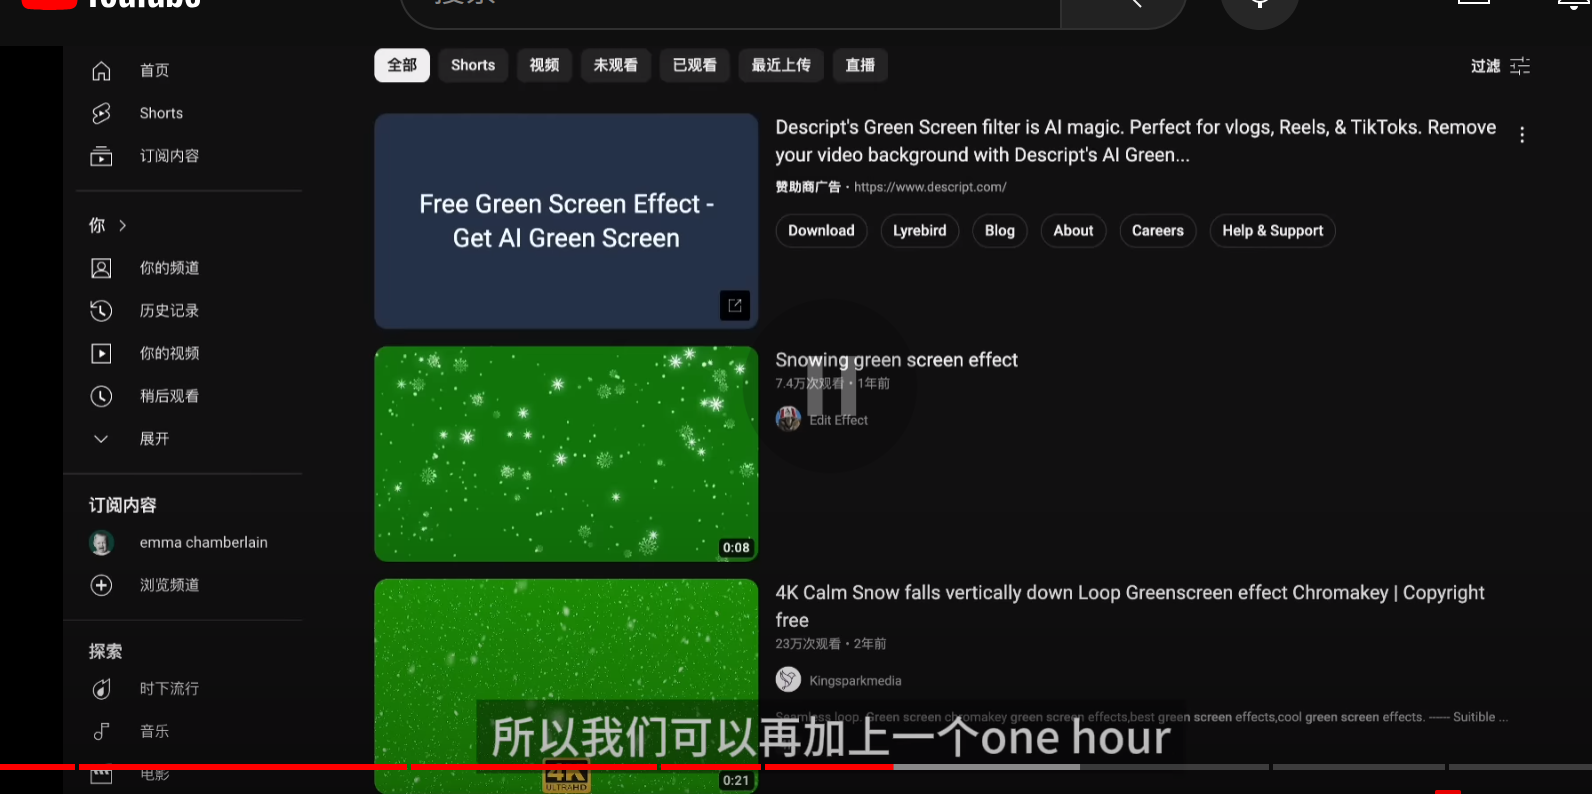 YouTube
搜索
全部
Shorts
视频
未观看
已观看
最近上传
直播
过滤
首页
Shorts
订阅内容
你
你的频道
历史记录
你的视频
稍后观看
展开
订阅内容
emma chamberlain
浏览频道
探索
时下流行
音乐
电影
Free Green Screen Effect -
Get AI Green Screen
Descript's Green Screen filter is AI magic. Perfect for vlogs, Reels, & TikToks. Remove
your video background with Descript's AI Green...
赞助商广告 · https://www.descript.com/
Download
Lyrebird
Blog
About
Careers
Help & Support
0:08
Snowing green screen effect
7.4万次观看 · 1年前
Edit Effect
4K
ULTRA HD
0:21
4K Calm Snow falls vertically down Loop Greenscreen effect Chromakey | Copyright
free
23万次观看 · 2年前
Kingsparkmedia
Seamless loop. Green screen chromakey green screen effects,best green screen effects,cool green screen effects. ------ Suitible ...
所以我们可以再加上一个one hour